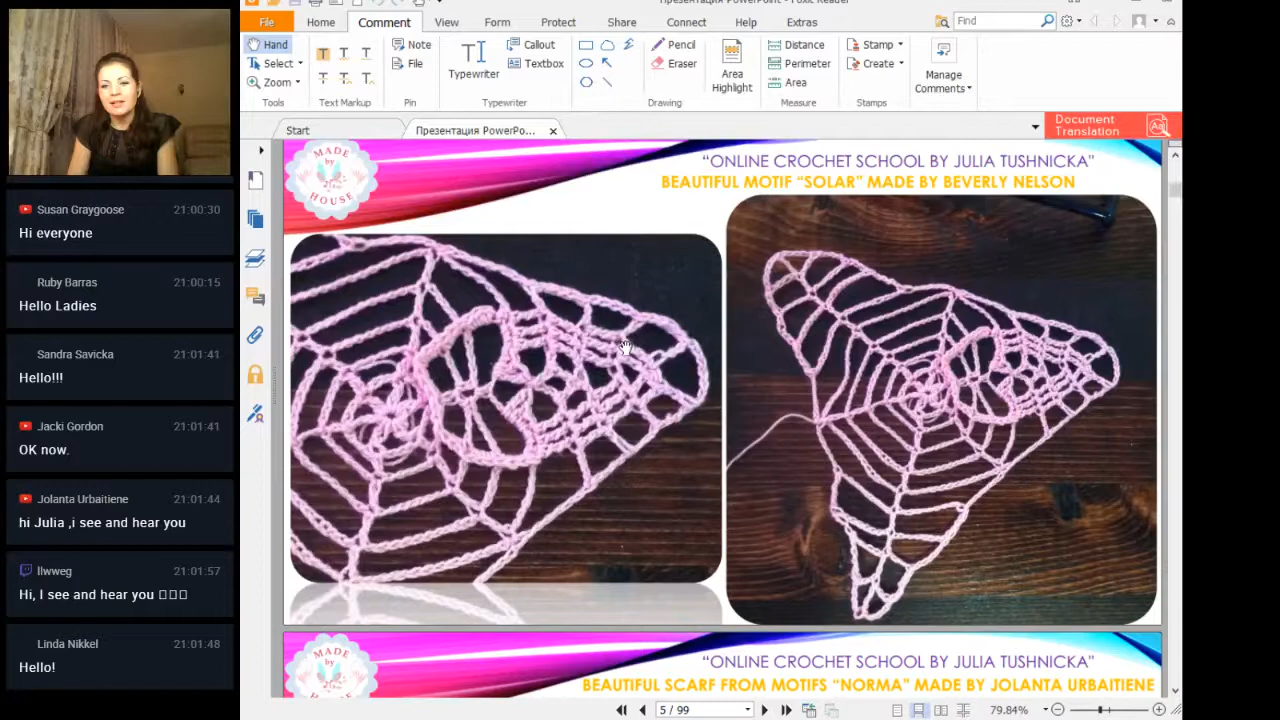 Презентация PowerPoint - Foxit Reader
File
Home
Comment
View
Form
Protect
Share
Connect
Help
Extras
Find
Hand
Select
Zoom
Tools
Text Markup
Note
File
Pin
Typewriter
Callout
Textbox
Typewriter
Pencil
Eraser
Area
Highlight
Drawing
Distance
Perimeter
Area
Measure
Stamp
Create
Stamps
Manage
Comments
Start
Презентация PowerPo...
Document
Translation
MADE
by
HOUSE
“ONLINE CROCHET SCHOOL BY JULIA TUSHNICKA”
BEAUTIFUL MOTIF “SOLAR” MADE BY BEVERLY NELSON
Susan Graygoose 21:00:30
Hi everyone
Ruby Barras 21:00:15
Hello Ladies
Sandra Savicka 21:01:41
Hello!!!
Jacki Gordon 21:01:41
OK now.
Jolanta Urbaitiene 21:01:44
hi Julia ,i see and hear you
llwweg 21:01:57
Hi, I see and hear you
Linda Nikkel 21:01:48
Hello!
MADE
by
“ONLINE CROCHET SCHOOL BY JULIA TUSHNICKA”
BEAUTIFUL SCARF FROM MOTIFS “NORMA” MADE BY JOLANTA URBAITIENE
5 / 99
79.84%